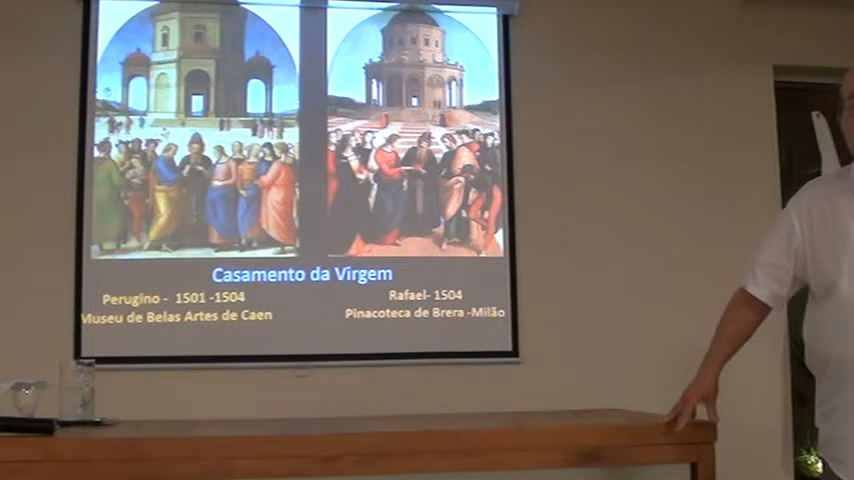 Casamento da Virgem
Perugino - 1501 -1504
Museu de Belas Artes de Caen
Rafael- 1504
Pinacoteca de Brera -Milão